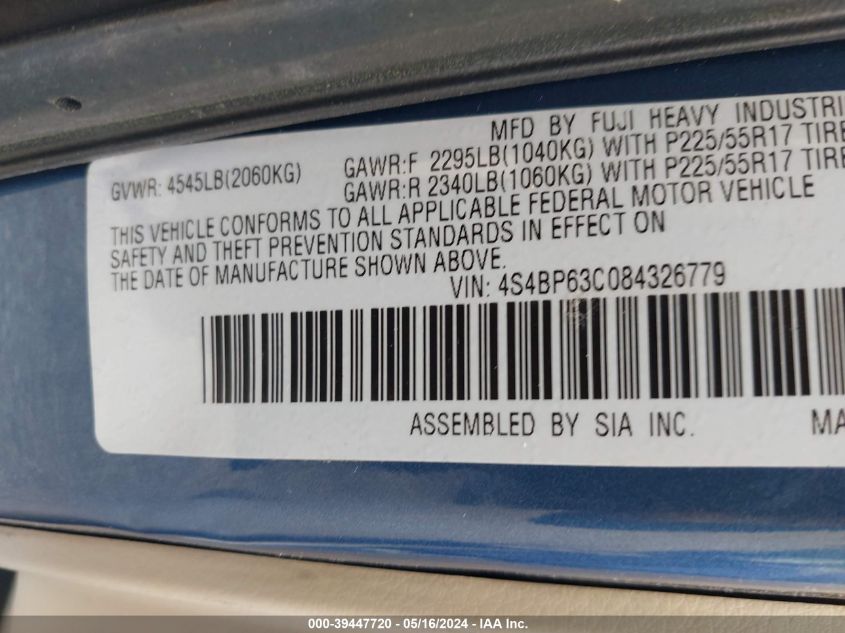 MFD BY FUJI HEAVY INDUSTRI
GVWR: 4545LB(2060KG) GAWR:F 2295LB(1040KG) WITH P225/55R17 TIRE
GAWR:R 2340LB(1060KG) WITH P225/55R17 TIRE
THIS VEHICLE CONFORMS TO ALL APPLICABLE FEDERAL MOTOR VEHICLE
SAFETY AND THEFT PREVENTION STANDARDS IN EFFECT ON
THE DATE OF MANUFACTURE SHOWN ABOVE.
VIN: 4S4BP63C084326779
ASSEMBLED BY SIA INC. MA
000-39447720 - 05/16/2024 - IAA Inc.